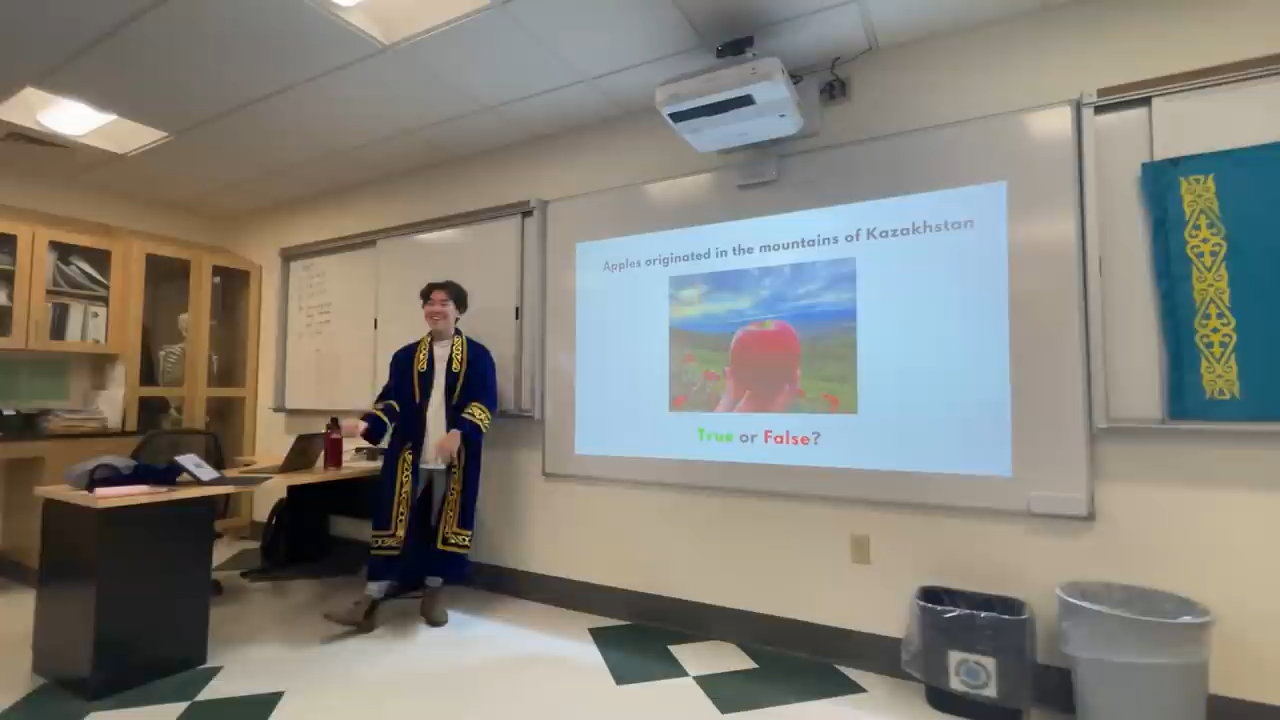 Apples originated in the mountains of Kazakhstan
True or False?